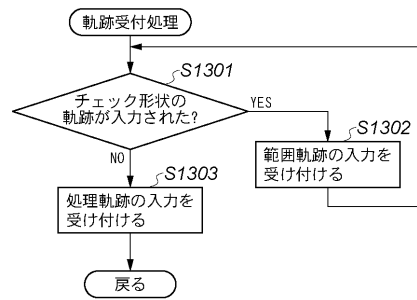 軌跡受付処理
S1301
チェック形状の
軌跡が入力された?
YES
S1302
範囲軌跡の入力を
受け付ける
NO
S1303
処理軌跡の入力を
受け付ける
戻る